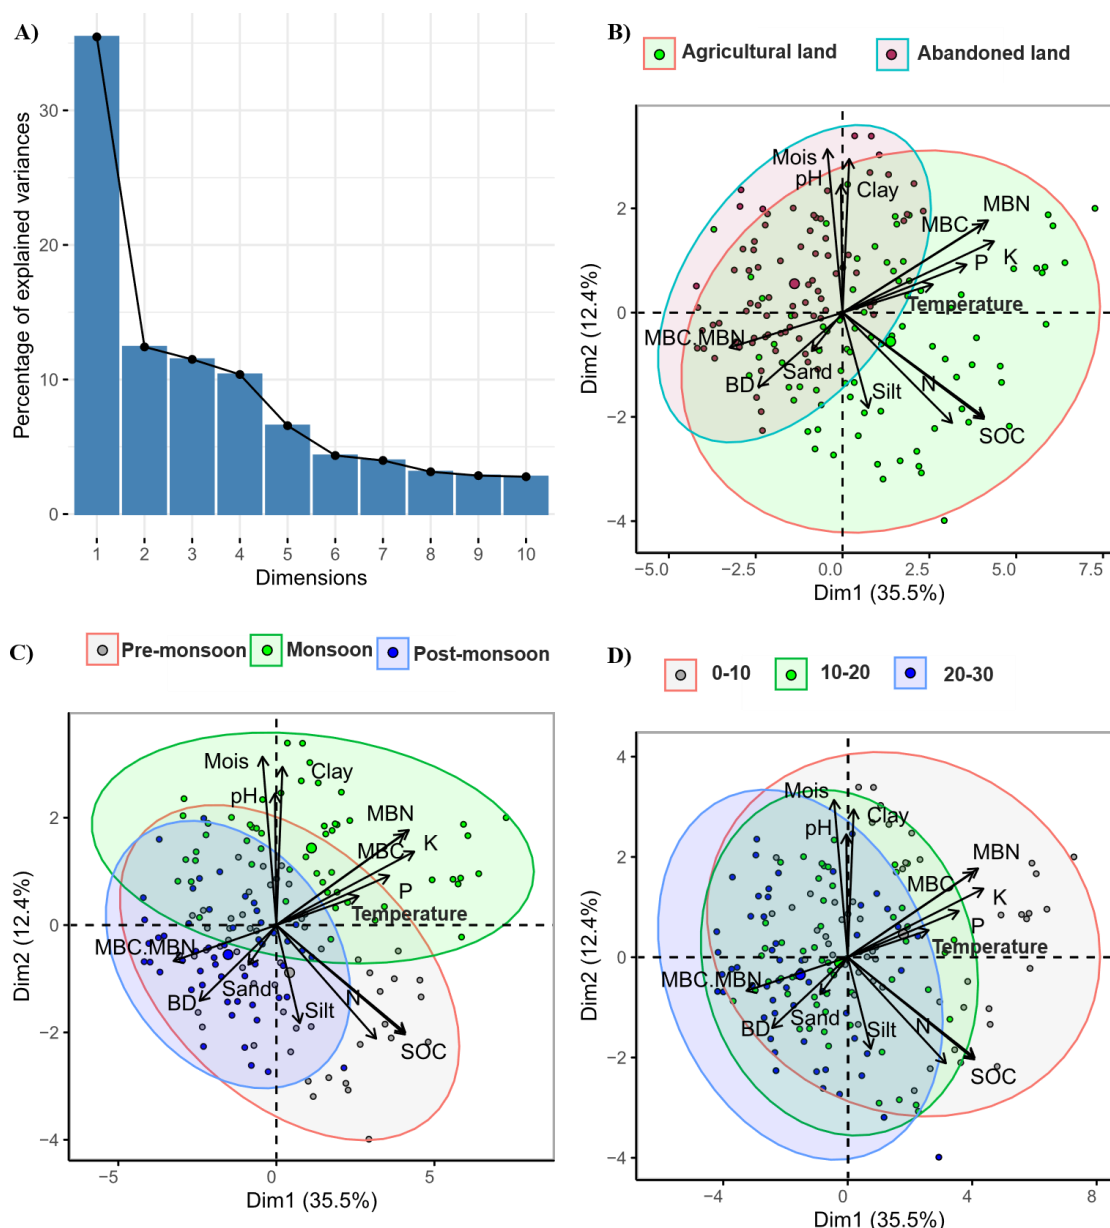 A)
Percentage of explained variances
30
20
10
0
1 2 3 4 5 6 7 8 9 10
Dimensions
B)
Agricultural land
Abandoned land
Dim2 (12.4%)
2
0
−2
−4
Mois
pH
Clay
MBN
MBC
K
P
Temperature
MBC.MBN
BD
Sand
Silt
N
SOC
−5.0 −2.5 0.0 2.5 5.0 7.5
Dim1 (35.5%)
C)
Pre-monsoon
Monsoon
Post-monsoon
Dim2 (12.4%)
2
0
−2
−4
Mois
Clay
pH
MBN
MBC
K
P
Temperature
MBC.MBN
BD
Sand
Silt
N
SOC
−5 0 5
Dim1 (35.5%)
D)
0-10
10-20
20-30
Dim2 (12.4%)
4
2
0
−2
−4
Mois
Clay
pH
MBN
MBC
K
P
Temperature
MBC.MBN
BD
Sand
Silt
N
SOC
−4 0 4 8
Dim1 (35.5%)